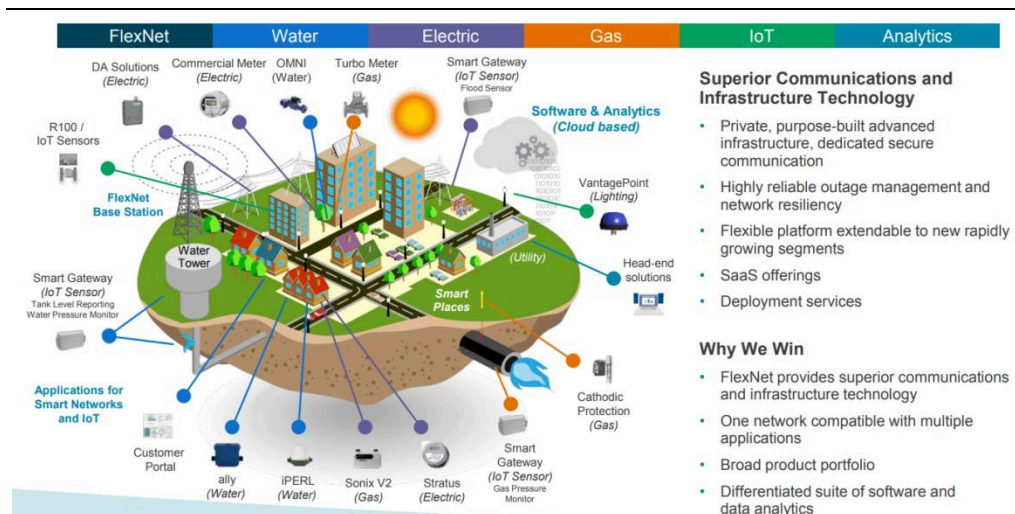 FlexNet
Water
Electric
Gas
IoT
Analytics
DA Solutions
(Electric)
Commercial Meter
(Electric)
OMNI
(Water)
Turbo Meter
(Gas)
Smart Gateway
(IoT Sensor)
Flood Sensor
Software & Analytics
(Cloud based)
R100 /
IoT Sensors
FlexNet
Base Station
VantagePoint
(Lighting)
Water
Tower
(Utility)
Head-end
solutions
Smart Gateway
(IoT Sensor)
Tank Level Reporting
Water Pressure Monitor
Smart
Places
Applications for
Smart Networks
and IoT
Cathodic
Protection
(Gas)
Customer
Portal
ally
(Water)
iPERL
(Water)
Sonix V2
(Gas)
Stratus
(Electric)
Smart
Gateway
(IoT Sensor)
Gas Pressure
Monitor
Superior Communications and
Infrastructure Technology
• Private, purpose-built advanced
infrastructure, dedicated secure
communication
• Highly reliable outage management and
network resiliency
• Flexible platform extendable to new rapidly
growing segments
• SaaS offerings
• Deployment services
Why We Win
• FlexNet provides superior communications
and infrastructure technology
• One network compatible with multiple
applications
• Broad product portfolio
• Differentiated suite of software and
data analytics